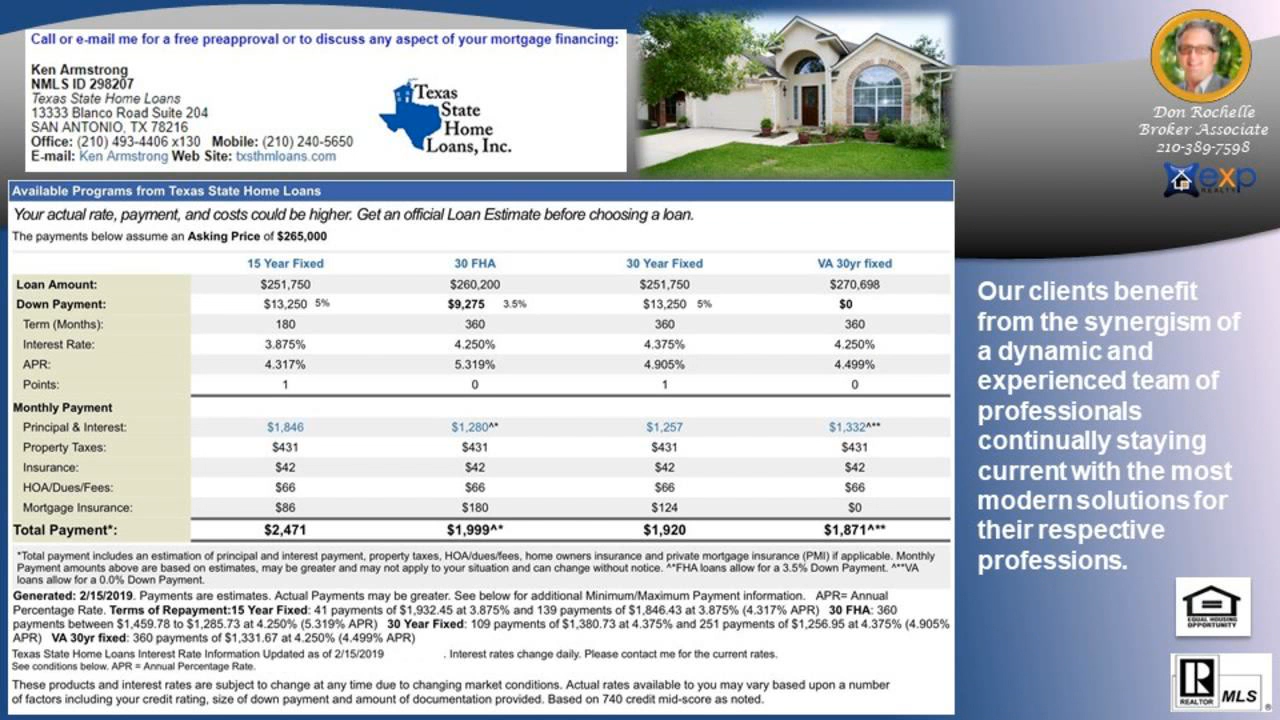 Call or e-mail me for a free preapproval or to discuss any aspect of your mortgage financing:
Ken Armstrong
NMLS ID 298207
Texas State Home Loans
13333 Blanco Road Suite 204
SAN ANTONIO, TX 78216
Office: (210) 493-4406 x130 Mobile: (210) 240-5650
E-mail: Ken Armstrong Web Site: txsthmloans.com
Texas
State
Home
Loans, Inc.
Don Rochelle
Broker Associate
210-389-7598
exp
REALTY
Available Programs from Texas State Home Loans
Your actual rate, payment, and costs could be higher. Get an official Loan Estimate before choosing a loan.
The payments below assume an Asking Price of $265,000
15 Year Fixed 30 FHA 30 Year Fixed VA 30yr fixed
Loan Amount: $251,750 $260,200 $251,750 $270,698
Down Payment: $13,250 5% $9,275 3.5% $13,250 5% $0
Term (Months): 180 360 360 360
Interest Rate: 3.875% 4.250% 4.375% 4.250%
APR: 4.317% 5.319% 4.905% 4.499%
Points: 1 0 1 0
Monthly Payment
Principal & Interest: $1,846 $1,280^* $1,257 $1,332^**
Property Taxes: $431 $431 $431 $431
Insurance: $42 $42 $42 $42
HOA/Dues/Fees: $66 $66 $66 $66
Mortgage Insurance: $86 $180 $124 $0
Total Payment*: $2,471 $1,999^* $1,920 $1,871^**
*Total payment includes an estimation of principal and interest payment, property taxes, HOA/dues/fees, home owners insurance and private mortgage insurance (PMI) if applicable. Monthly
Payment amounts above are based on estimates, may be greater and may not apply to your situation and can change without notice. ^*FHA loans allow for a 3.5% Down Payment. ^**VA
loans allow for a 0.0% Down Payment.
Generated: 2/15/2019. Payments are estimates. Actual Payments may be greater. See below for additional Minimum/Maximum Payment information. APR= Annual
Percentage Rate. Terms of Repayment:15 Year Fixed: 41 payments of $1,932.45 at 3.875% and 139 payments of $1,846.43 at 3.875% (4.317% APR) 30 FHA: 360
payments between $1,459.78 to $1,285.73 at 4.250% (5.319% APR) 30 Year Fixed: 109 payments of $1,380.73 at 4.375% and 251 payments of $1,256.95 at 4.375% (4.905%
APR) VA 30yr fixed: 360 payments of $1,331.67 at 4.250% (4.499% APR)
Texas State Home Loans Interest Rate Information Updated as of 2/15/2019 . Interest rates change daily. Please contact me for the current rates.
See conditions below. APR = Annual Percentage Rate.
These products and interest rates are subject to change at any time due to changing market conditions. Actual rates available to you may vary based upon a number
of factors including your credit rating, size of down payment and amount of documentation provided. Based on 740 credit mid-score as noted.
Our clients benefit
from the synergism of
a dynamic and
experienced team of
professionals
continually staying
current with the most
modern solutions for
their respective
professions.
EQUAL HOUSING
OPPORTUNITY
R
REALTOR MLS ®